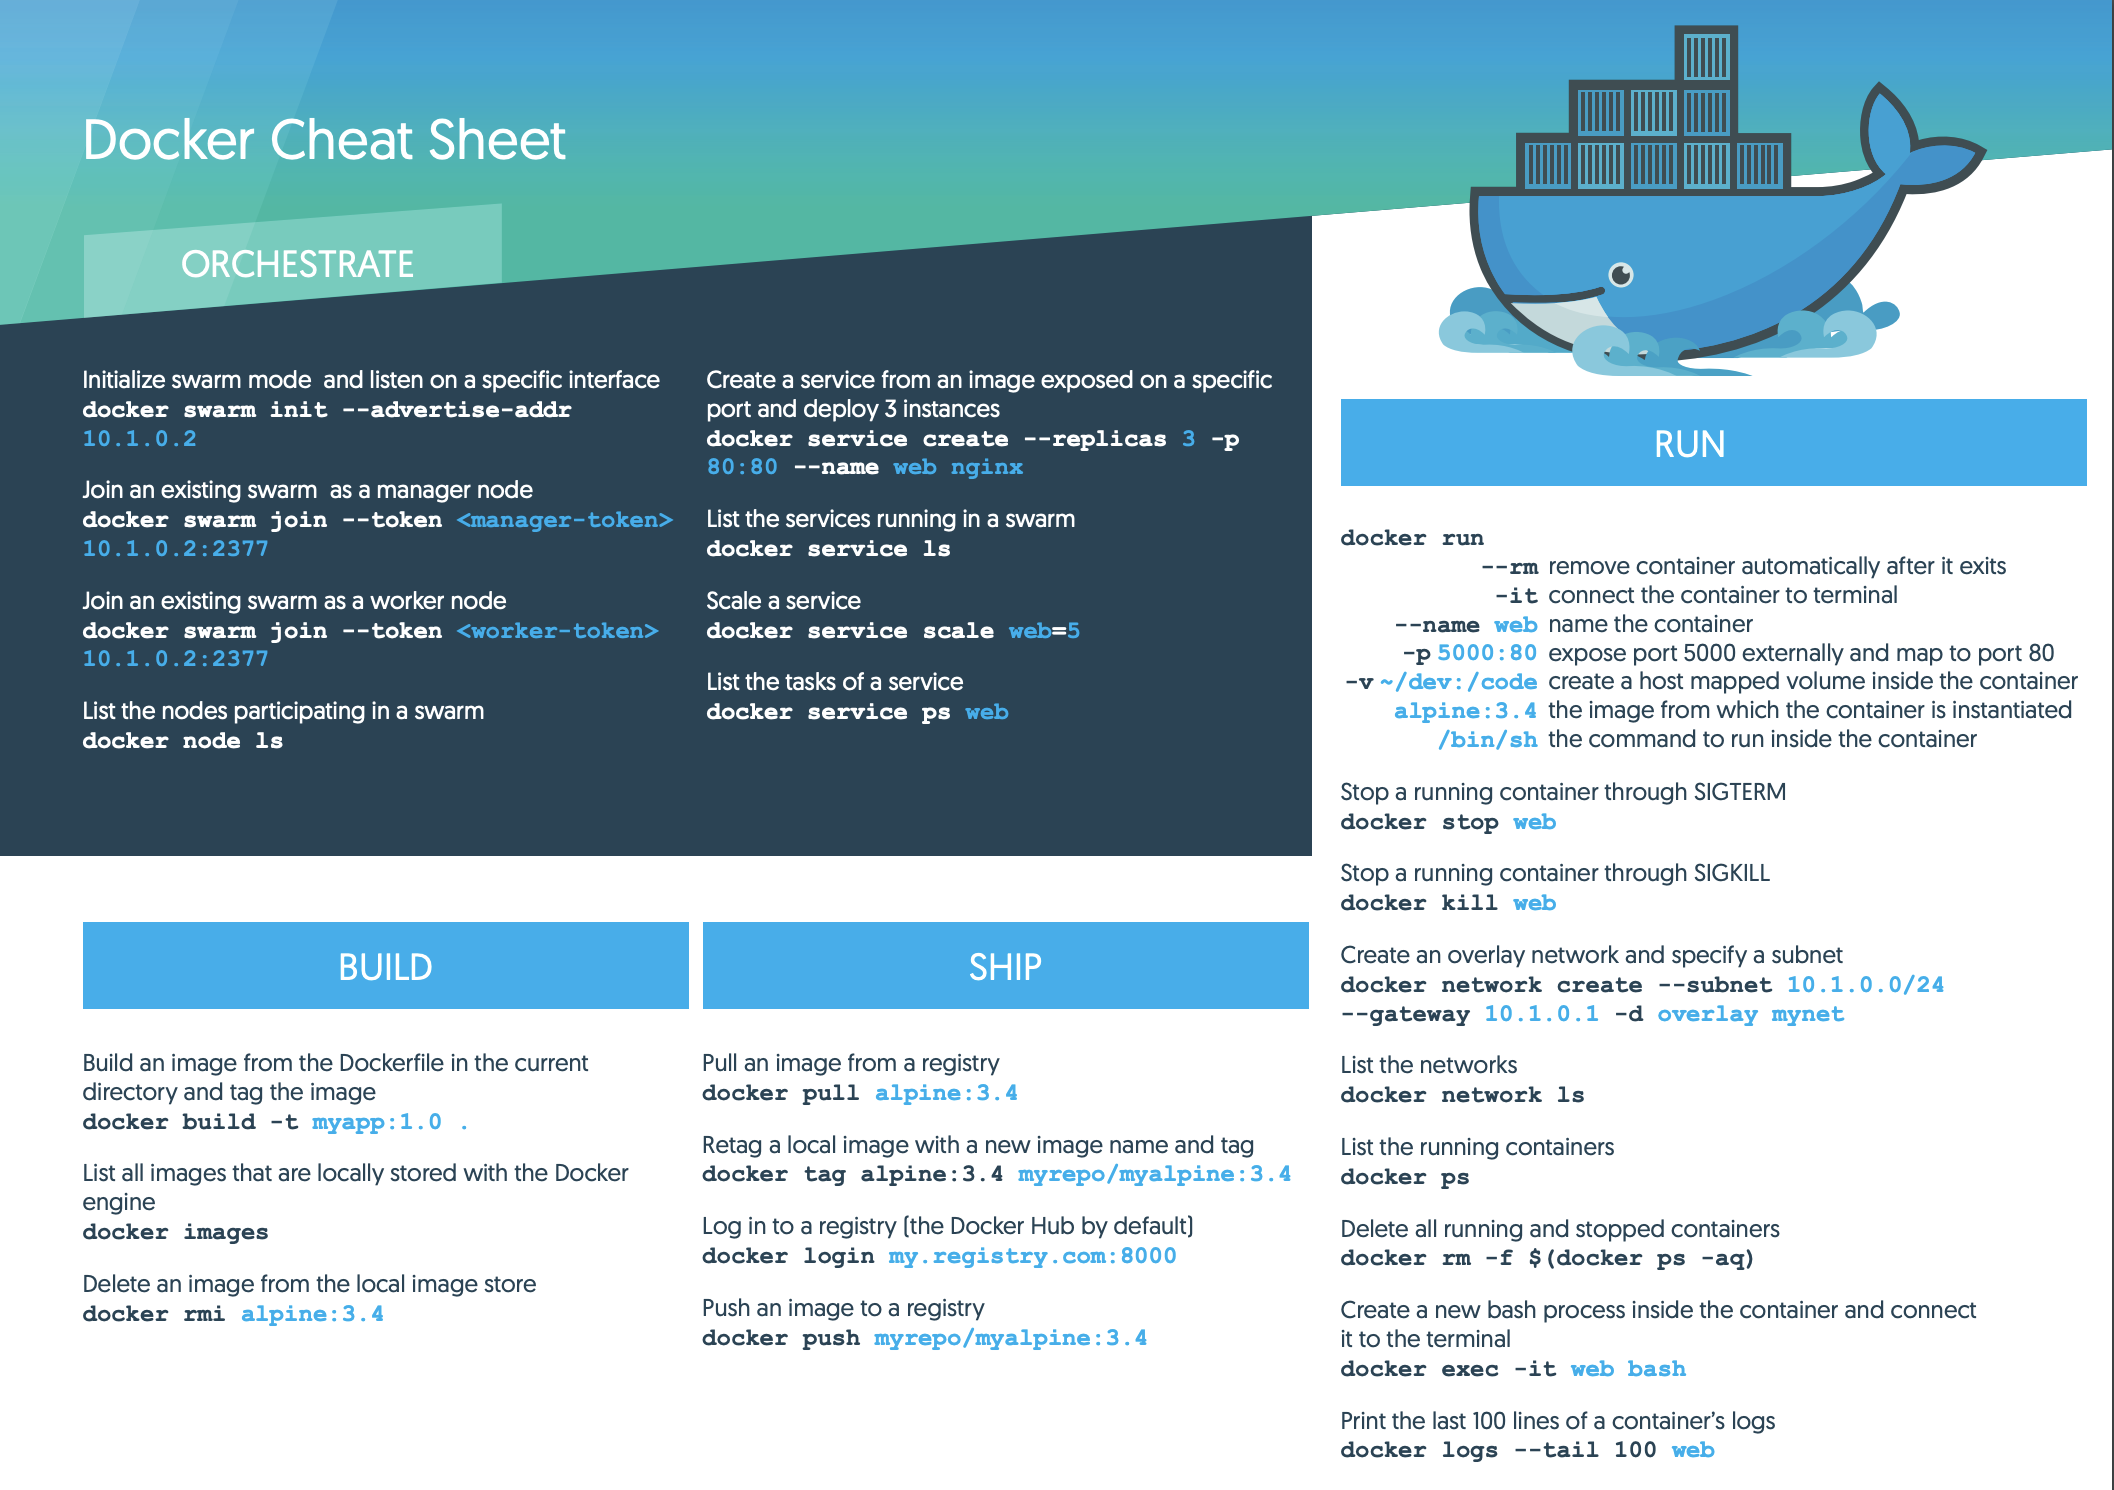 Docker Cheat Sheet
ORCHESTRATE
Initialize swarm mode  and listen on a specific interface
docker swarm init --advertise-addr
10.1.0.2
Join an existing swarm  as a manager node
docker swarm join --token <manager-token>
10.1.0.2:2377
Join an existing swarm as a worker node
docker swarm join --token <worker-token>
10.1.0.2:2377
List the nodes participating in a swarm
docker node ls
Create a service from an image exposed on a specific
port and deploy 3 instances
docker service create --replicas 3 -p
80:80 --name web nginx
List the services running in a swarm
docker service ls
Scale a service
docker service scale web=5
List the tasks of a service
docker service ps web
BUILD
Build an image from the Dockerfile in the current
directory and tag the image
docker build -t myapp:1.0 .
List all images that are locally stored with the Docker
engine
docker images
Delete an image from the local image store
docker rmi alpine:3.4
SHIP
Pull an image from a registry
docker pull alpine:3.4
Retag a local image with a new image name and tag
docker tag alpine:3.4 myrepo/myalpine:3.4
Log in to a registry (the Docker Hub by default)
docker login my.registry.com:8000
Push an image to a registry
docker push myrepo/myalpine:3.4
RUN
docker run
--rm remove container automatically after it exits
-it connect the container to terminal
--name web name the container
-p 5000:80 expose port 5000 externally and map to port 80
-v ~/dev:/code create a host mapped volume inside the container
alpine:3.4 the image from which the container is instantiated
/bin/sh the command to run inside the container
Stop a running container through SIGTERM
docker stop web
Stop a running container through SIGKILL
docker kill web
Create an overlay network and specify a subnet
docker network create --subnet 10.1.0.0/24
--gateway 10.1.0.1 -d overlay mynet
List the networks
docker network ls
List the running containers
docker ps
Delete all running and stopped containers
docker rm -f $(docker ps -aq)
Create a new bash process inside the container and connect
it to the terminal
docker exec -it web bash
Print the last 100 lines of a container’s logs
docker logs --tail 100 web